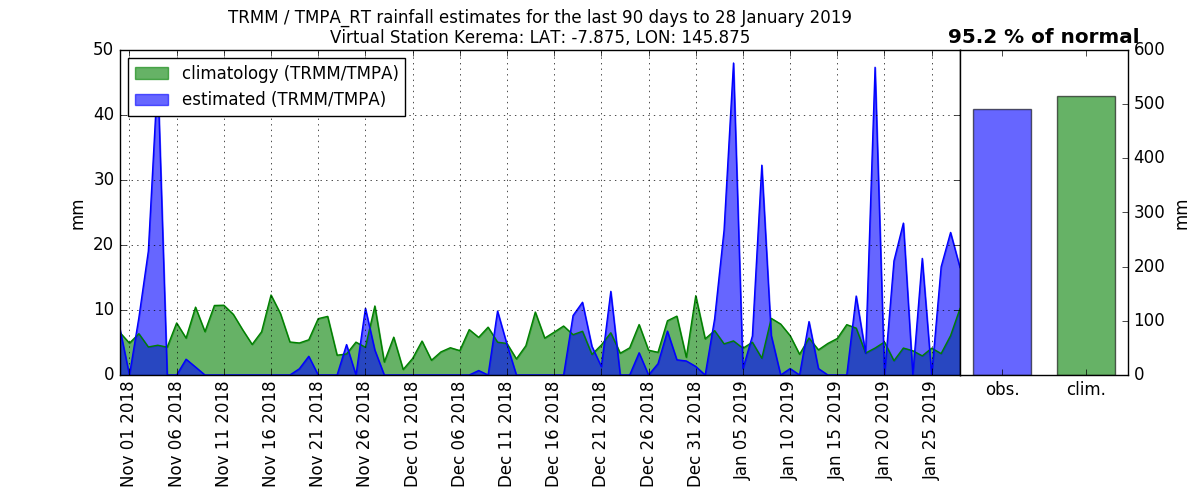 TRMM / TMPA_RT rainfall estimates for the last 90 days to 28 January 2019
Virtual Station Kerema: LAT: -7.875, LON: 145.875
95.2 % of normal
climatology (TRMM/TMPA)
estimated (TRMM/TMPA)
50
40
30
20
10
0
mm
600
500
400
300
200
100
0
mm
obs.
clim.
Nov 01 2018
Nov 06 2018
Nov 11 2018
Nov 16 2018
Nov 21 2018
Nov 26 2018
Dec 01 2018
Dec 06 2018
Dec 11 2018
Dec 16 2018
Dec 21 2018
Dec 26 2018
Dec 31 2018
Jan 05 2019
Jan 10 2019
Jan 15 2019
Jan 20 2019
Jan 25 2019